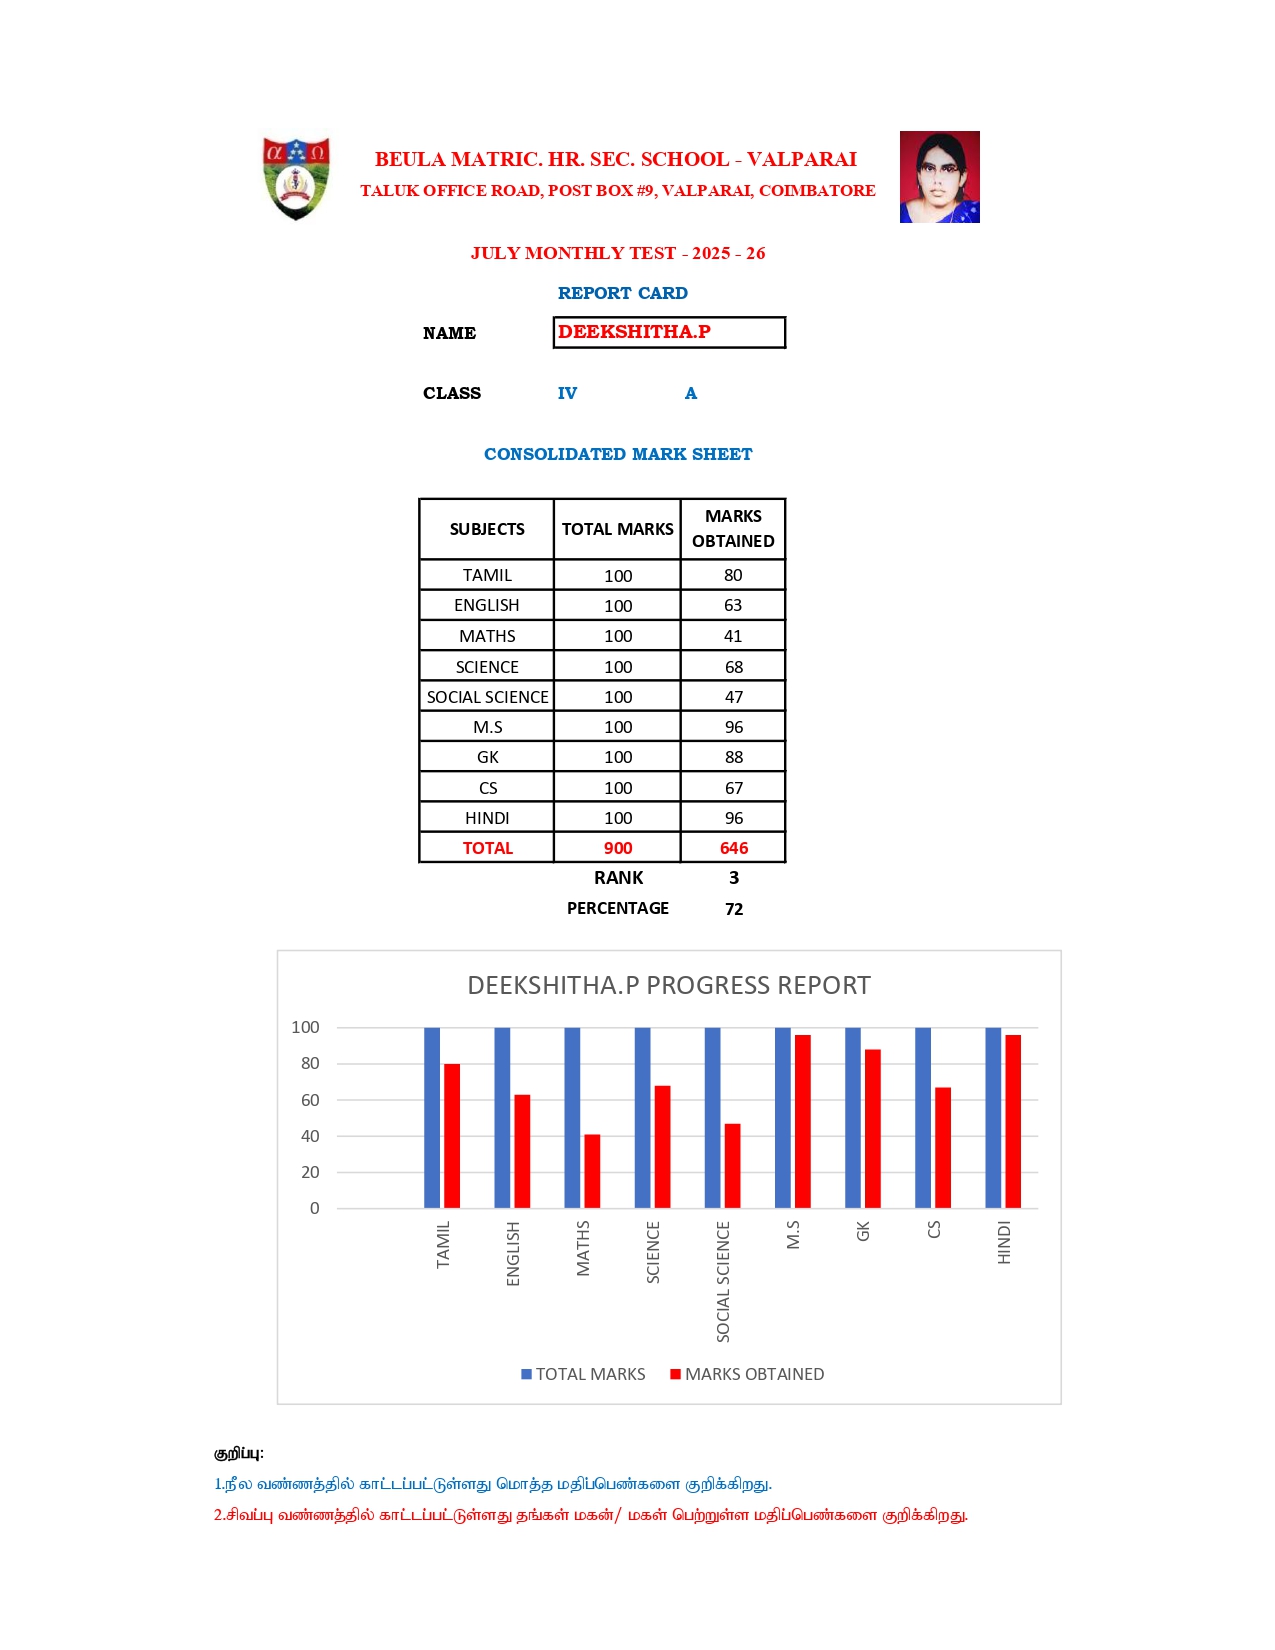 α Ω
BEULA MATRIC. HR. SEC. SCHOOL - VALPARAI
TALUK OFFICE ROAD, POST BOX #9, VALPARAI, COIMBATORE
JULY MONTHLY TEST - 2025 - 26
REPORT CARD
NAME DEEKSHITHA.P
CLASS IV A
CONSOLIDATED MARK SHEET
SUBJECTS TOTAL MARKS MARKS OBTAINED
TAMIL 100 80
ENGLISH 100 63
MATHS 100 41
SCIENCE 100 68
SOCIAL SCIENCE 100 47
M.S 100 96
GK 100 88
CS 100 67
HINDI 100 96
TOTAL 900 646
RANK 3
PERCENTAGE 72
DEEKSHITHA.P PROGRESS REPORT
100
80
60
40
20
0
TAMIL ENGLISH MATHS SCIENCE SOCIAL SCIENCE M.S GK CS HINDI
TOTAL MARKS MARKS OBTAINED
குறிப்பு:
1.நீல வண்ணத்தில் காட்டப்பட்டுள்ளது மொத்த மதிப்பெண்களை குறிக்கிறது.
2.சிவப்பு வண்ணத்தில் காட்டப்பட்டுள்ளது தங்கள் மகன்/ மகள் பெற்றுள்ள மதிப்பெண்களை குறிக்கிறது.